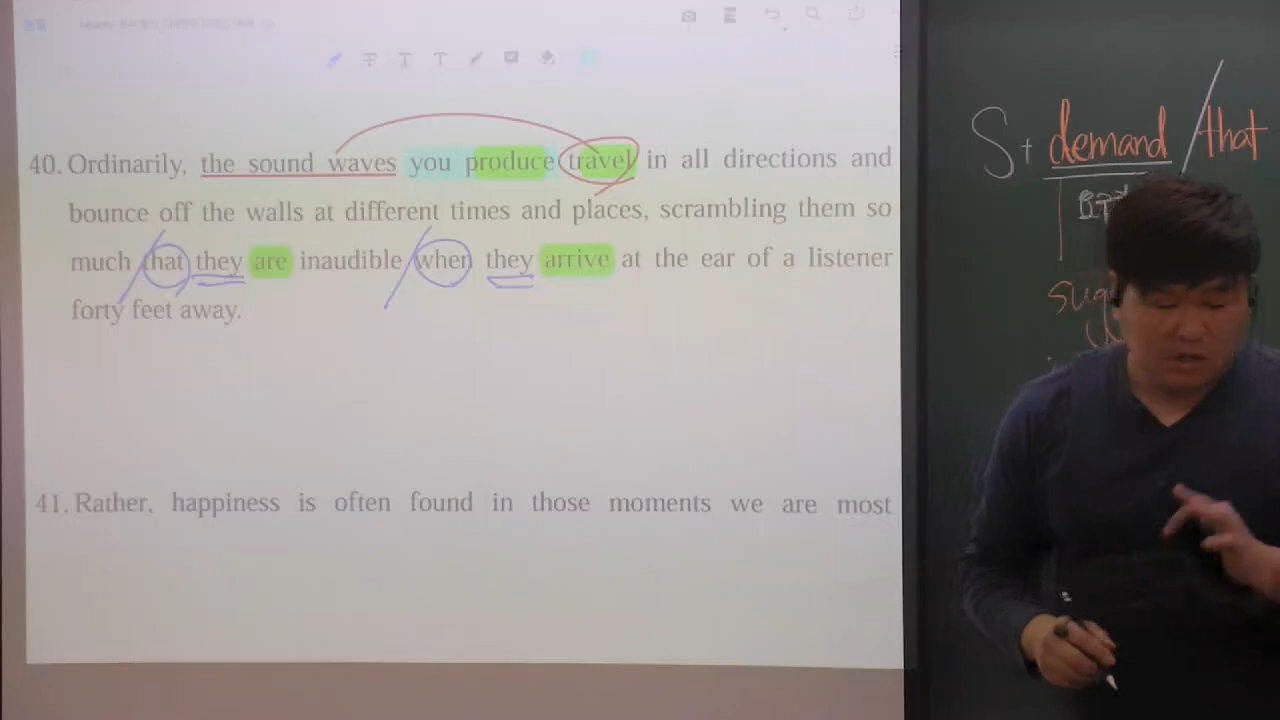 40. Ordinarily, the sound waves you produce travel in all directions and
bounce off the walls at different times and places, scrambling them so
much that they are inaudible when they arrive at the ear of a listener
forty feet away.
41. Rather, happiness is often found in those moments we are most
S + demand / that